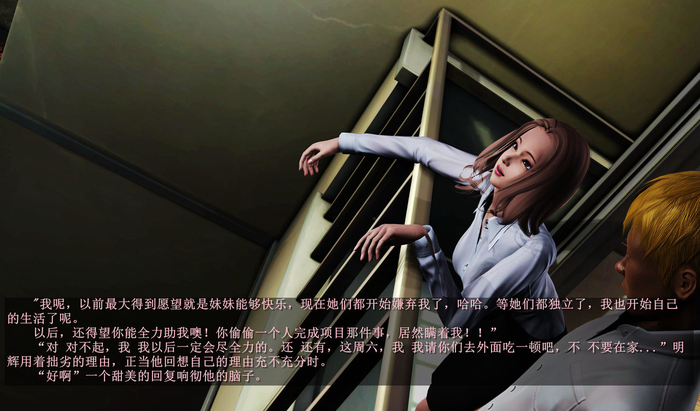 "我呢，以前最大得到愿望就是妹妹能够快乐，现在她们都开始嫌弃我了，哈哈。等她们都独立了，我也开始自己
的生活了呢。
以后，还得望你能全力助我噢！你偷偷一个人完成项目那件事，居然瞒着我！！”
“对 对不起，我 我以后一定会尽全力的。还 还有，这周六，我 我请你们去外面吃一顿吧，不 不要在家...”明
辉用着拙劣的理由，正当他回想自己的理由充不充分时。
“好啊”一个甜美的回复响彻他的脑子。